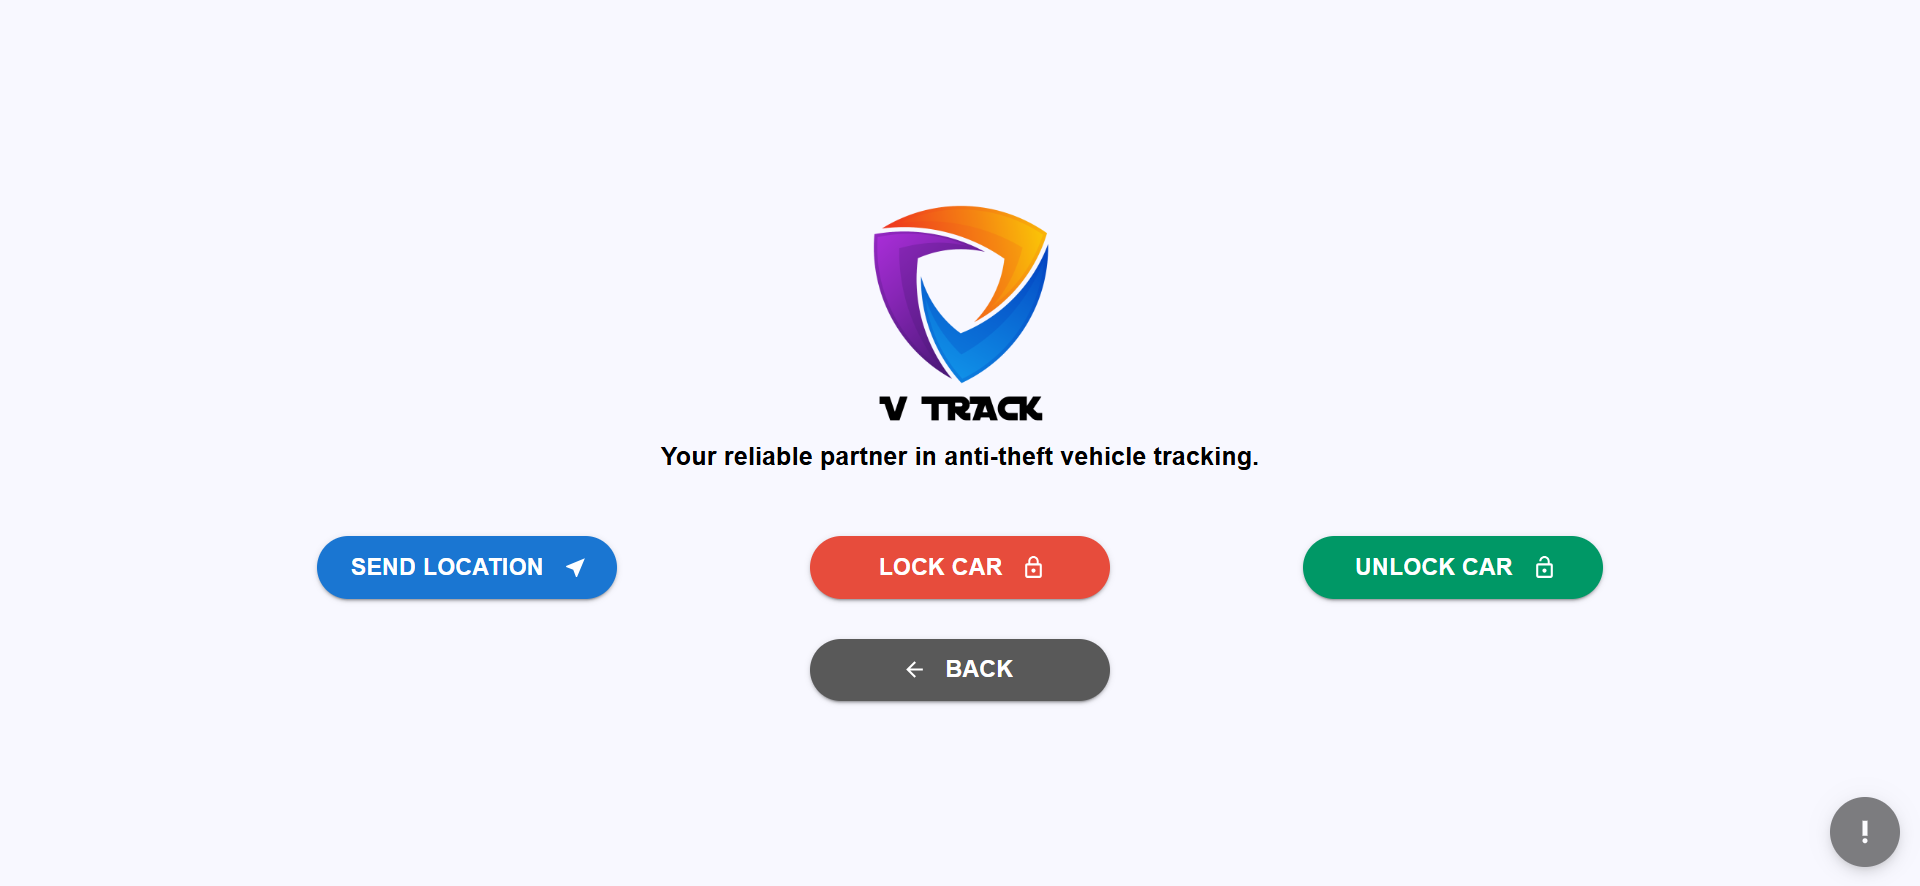 V TRACK
Your reliable partner in anti-theft vehicle tracking.
SEND LOCATION
LOCK CAR
UNLOCK CAR
BACK
!